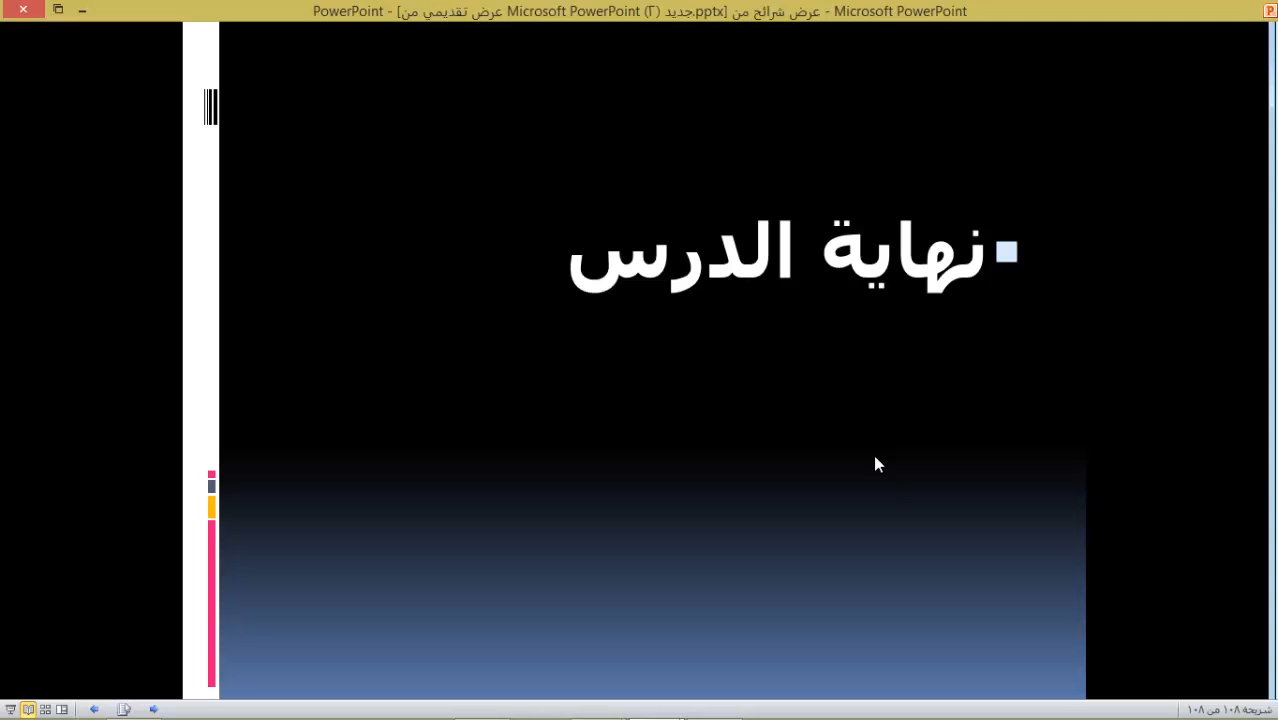 PowerPoint - [عرض تقديمي من Microsoft PowerPoint جديد (٢).pptx] عرض شرائح من - Microsoft PowerPoint
نهاية الدرس
شريحة ١٠٨ من ١٠٨